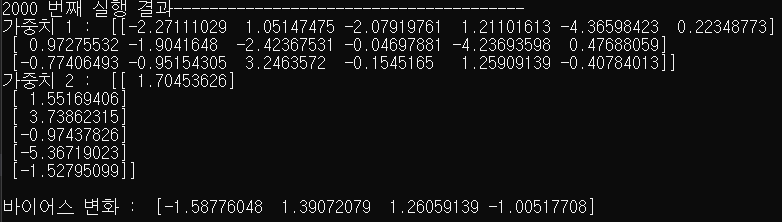 2000 번째 실행 결과---------------------------------------
가중치 1 :  [[-2.27111029  1.05147475 -2.07919761  1.21101613 -4.36598423  0.22348773]
 [ 0.97275532 -1.9041648  -2.42367531 -0.04697881 -4.23693598  0.47688059]
 [-0.77406493 -0.95154305  3.2463572  -0.1545165   1.25909139 -0.40784013]]
가중치 2 :  [[ 1.70453626]
 [ 1.55169406]
 [ 3.73862315]
 [-0.97437826]
 [-5.36719023]
 [-1.52795099]]
바이어스 변화 :  [-1.58776048  1.39072079  1.26059139 -1.00517708]